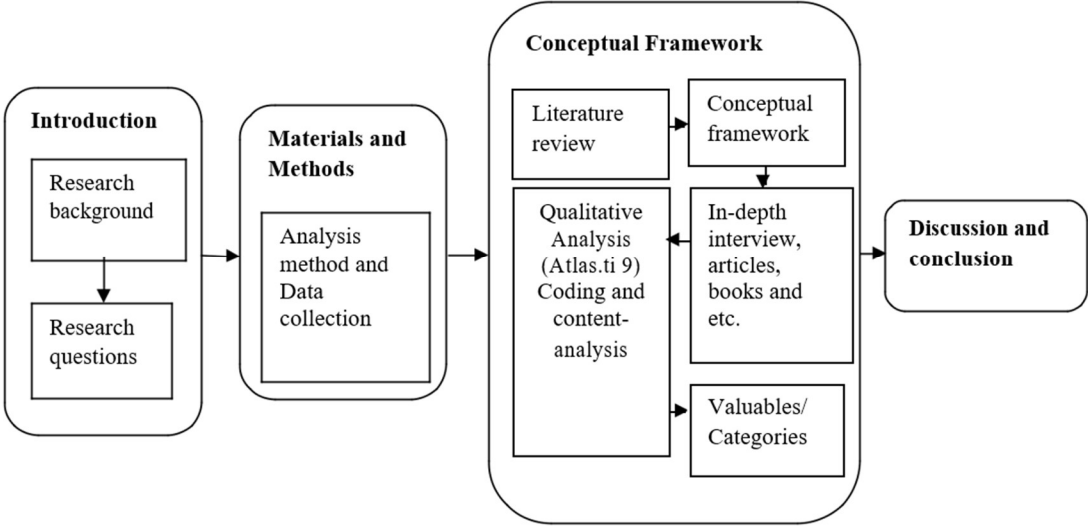 Introduction
Research
background
Research
questions
Materials and
Methods
Analysis
method and
Data
collection
Conceptual Framework
Literature
review
Conceptual
framework
In-depth
interview,
articles,
books and
etc.
Qualitative
Analysis
(Atlas.ti 9)
Coding and
content-
analysis
Valuables/
Categories
Discussion and
conclusion